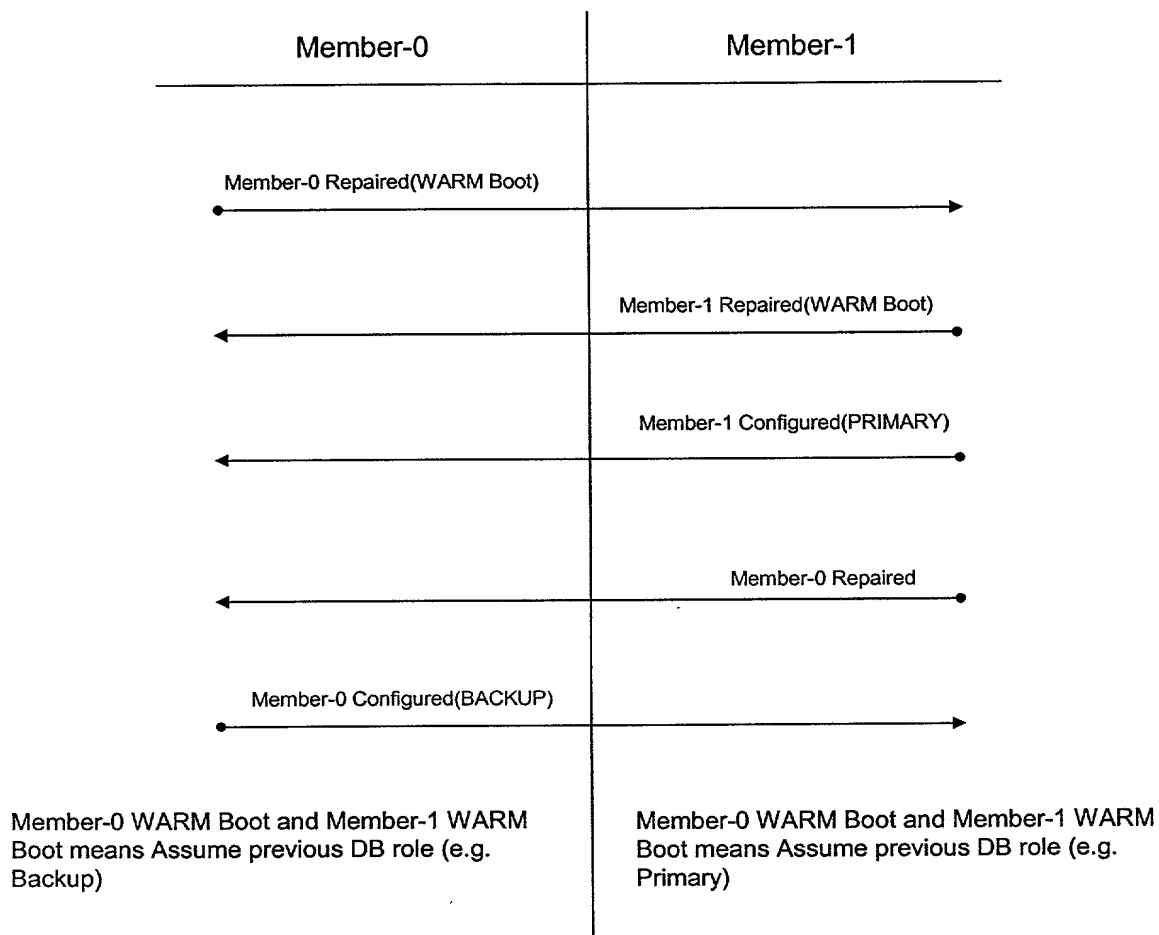 Member-0
Member-1
Member-0 Repaired(WARM Boot)
Member-1 Repaired(WARM Boot)
Member-1 Configured(PRIMARY)
Member-0 Repaired
Member-0 Configured(BACKUP)
Member-0 WARM Boot and Member-1 WARM
Boot means Assume previous DB role (e.g.
Backup)
Member-0 WARM Boot and Member-1 WARM
Boot means Assume previous DB role (e.g.
Primary)